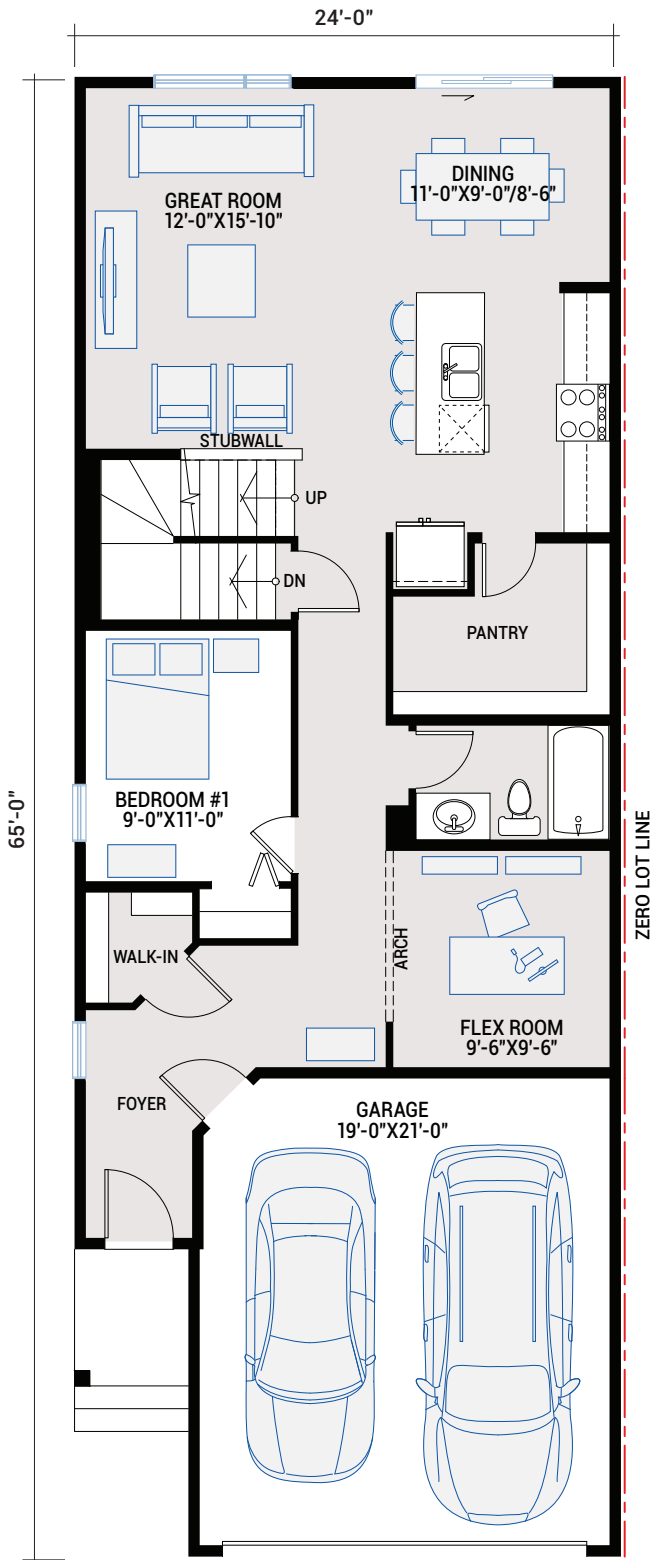 24'-0"
DINING
11'-0"X9'-0"/8'-6"
GREAT ROOM
12'-0"X15'-10"
STUBWALL
UP
DN
PANTRY
BEDROOM #1
9'-0"X11'-0"
65'-0"
ZERO LOT LINE
WALK-IN
ARCH
FLEX ROOM
9'-6"X9'-6"
FOYER
GARAGE
19'-0"X21'-0"